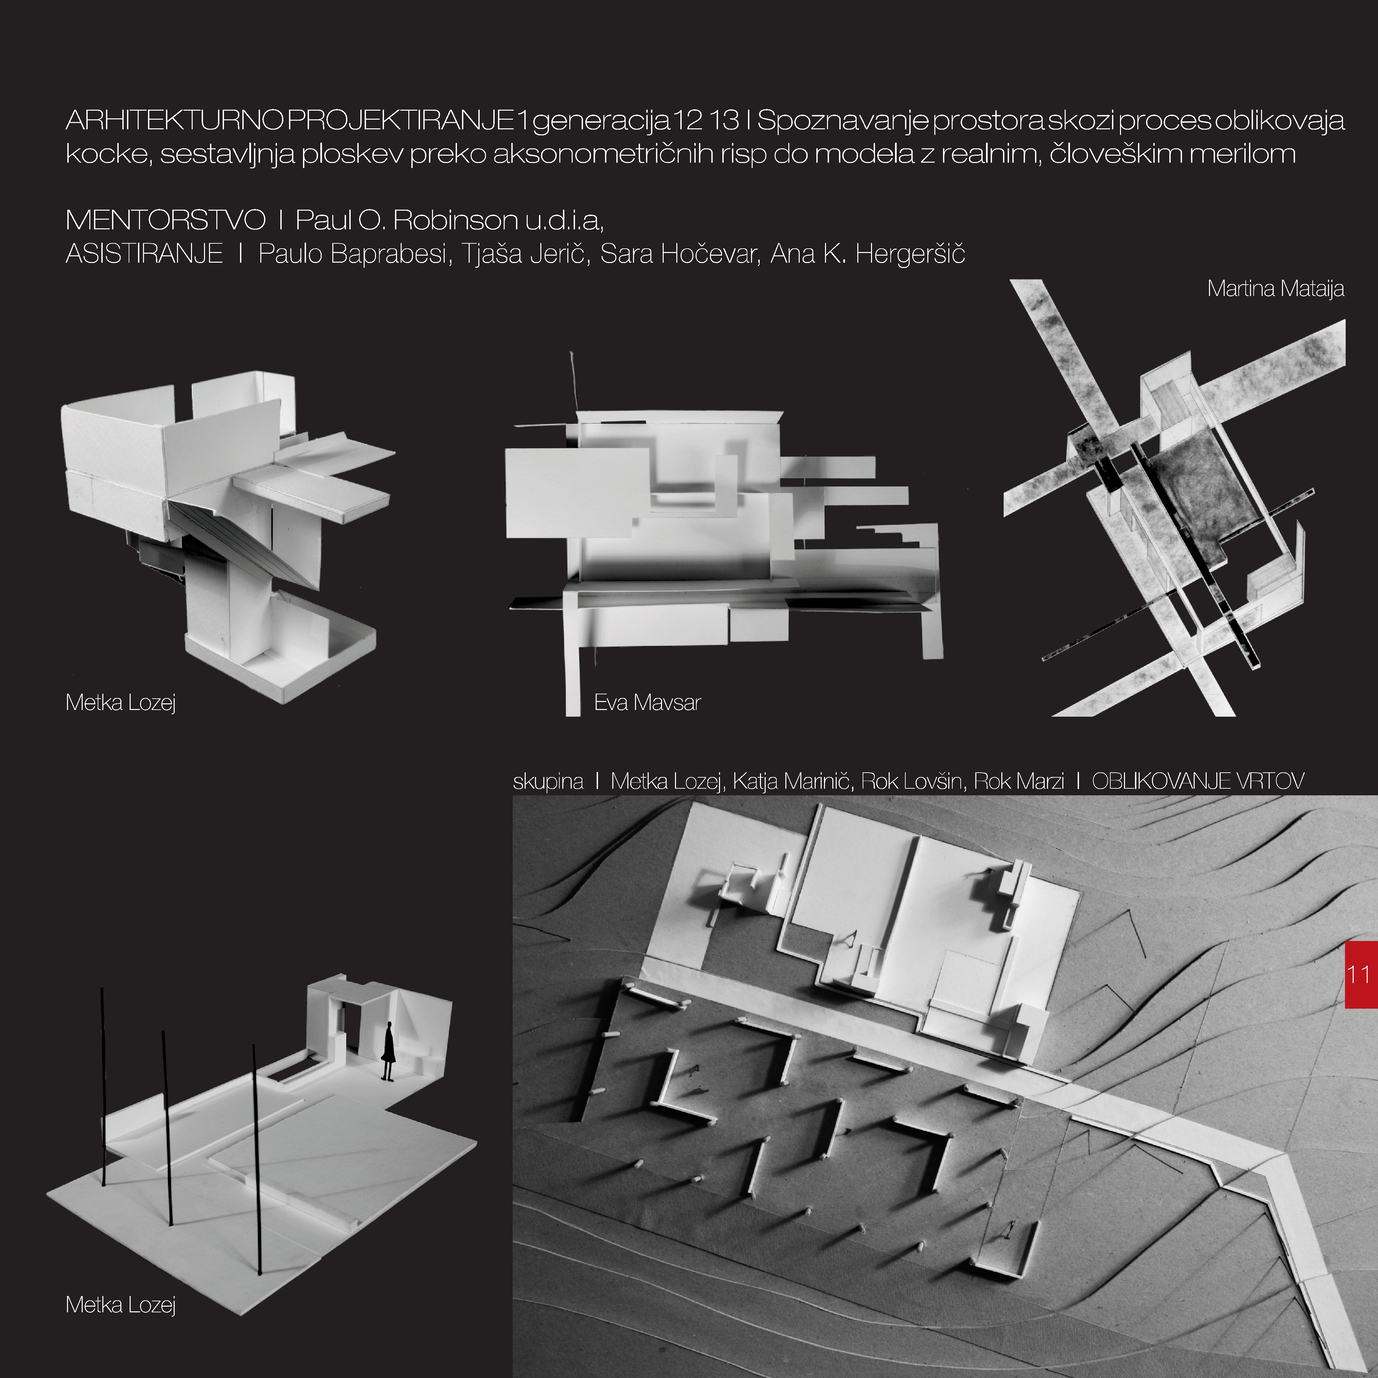 ARHITEKTURNO PROJEKTIRANJE 1 generacija 12 13 | Spoznavanje prostora skozi proces oblikovaja
kocke, sestavljnja ploskev preko aksonometričnih risp do modela z realnim, človeškim merilom
MENTORSTVO | Paul O. Robinson u.d.i.a,
ASISTIRANJE | Paulo Baprabesi, Tjaša Jerič, Sara Hočevar, Ana K. Hergeršič
Martina Mataija
Metka Lozej
Eva Mavsar
skupina | Metka Lozej, Katja Marinič, Rok Lovšin, Rok Marzi | OBLIKOVANJE VRTOV
11
Metka Lozej